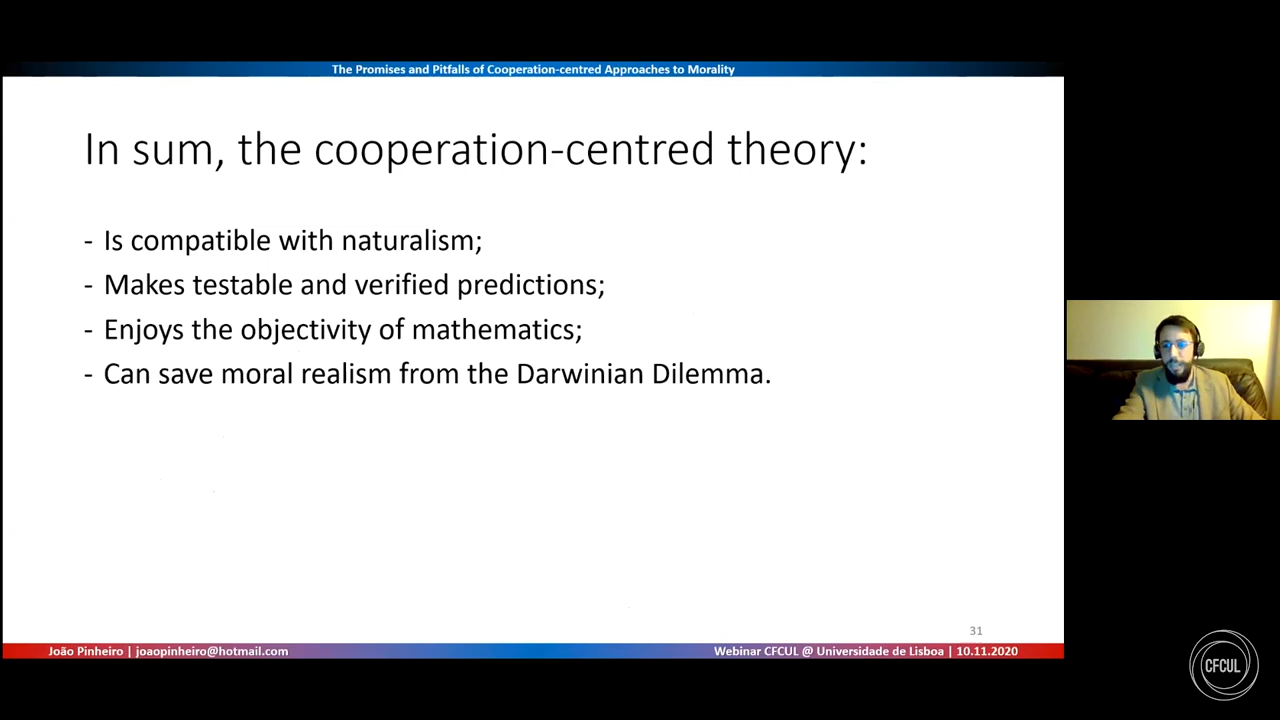 The Promises and Pitfalls of Cooperation-centred Approaches to Morality
In sum, the cooperation-centred theory:
- Is compatible with naturalism;
- Makes testable and verified predictions;
- Enjoys the objectivity of mathematics;
- Can save moral realism from the Darwinian Dilemma.
31
João Pinheiro | joaopinheiro@hotmail.com
Webinar CFCUL @ Universidade de Lisboa | 10.11.2020
CFCUL